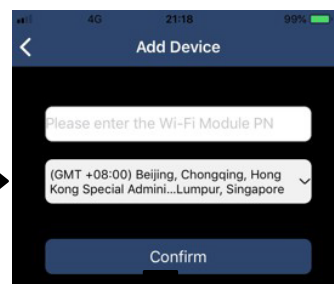 4G 21:18 99%
Add Device
Please enter the Wi-Fi Module PN
(GMT +08:00) Beijing, Chongqing, Hong
Kong Special Admini...Lumpur, Singapore
Confirm